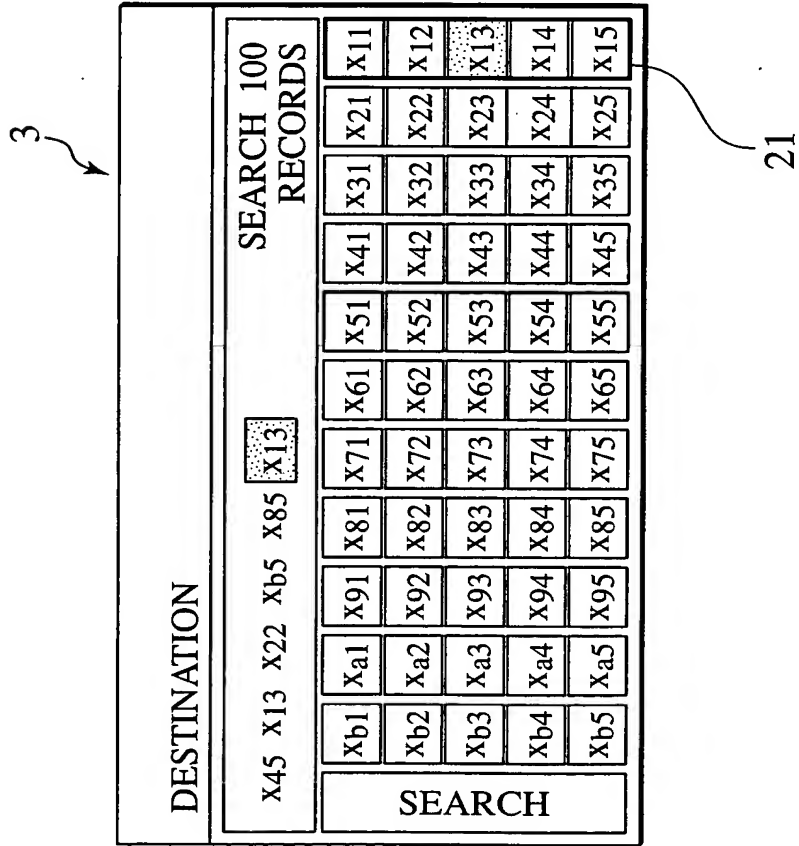 3
DESTINATION
X45 X13 X22 Xb5 X85 X13
SEARCH 100
RECORDS
SEARCH
Xb1 Xa1 X91 X81 X71 X61 X51 X41 X31 X21 X11
Xb2 Xa2 X92 X82 X72 X62 X52 X42 X32 X22 X12
Xb3 Xa3 X93 X83 X73 X63 X53 X43 X33 X23 X13
Xb4 Xa4 X94 X84 X74 X64 X54 X44 X34 X24 X14
Xb5 Xa5 X95 X85 X75 X65 X55 X45 X35 X25 X15
21